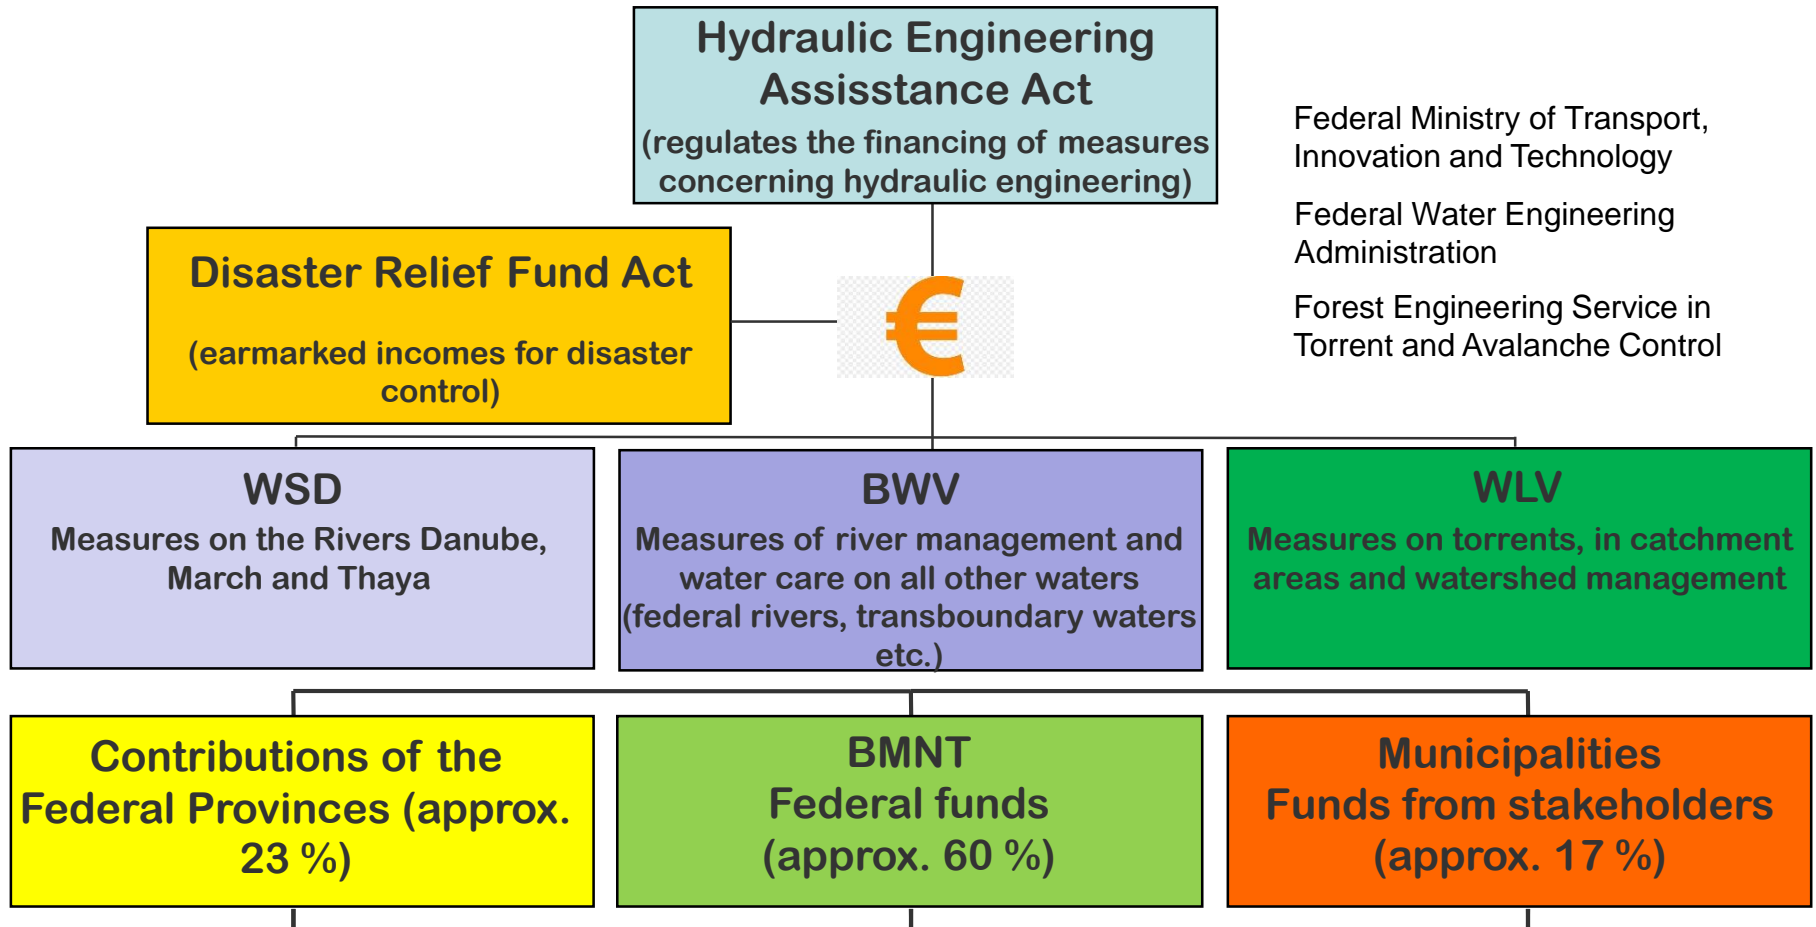 Hydraulic Engineering
Assisstance Act
(regulates the financing of measures
concerning hydraulic engineering)
Federal Ministry of Transport,
Innovation and Technology
Federal Water Engineering
Administration
Forest Engineering Service in
Torrent and Avalanche Control
Disaster Relief Fund Act
(earmarked incomes for disaster
control)
€
WSD
Measures on the Rivers Danube,
March and Thaya
BWV
Measures of river management and
water care on all other waters
(federal rivers, transboundary waters
etc.)
WLV
Measures on torrents, in catchment
areas and watershed management
Contributions of the
Federal Provinces (approx.
23 %)
BMNT
Federal funds
(approx. 60 %)
Municipalities
Funds from stakeholders
(approx. 17 %)